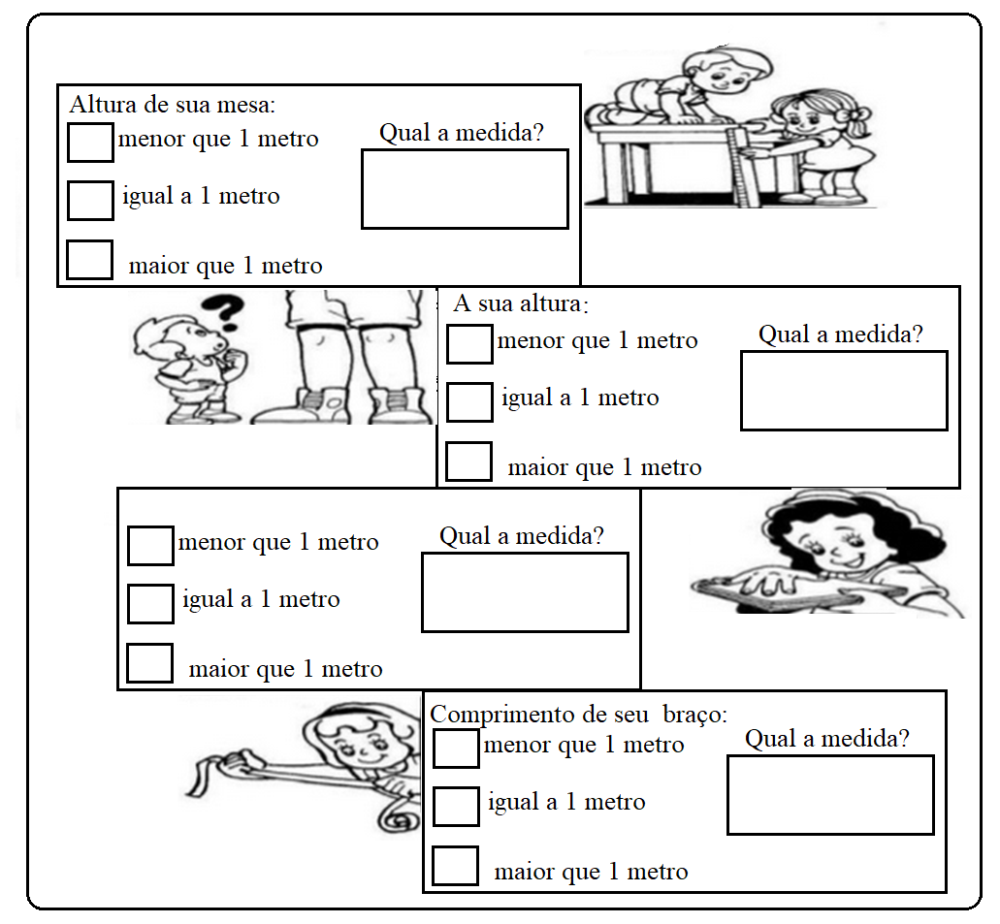 Altura de sua mesa:
menor que 1 metro
Qual a medida?
igual a 1 metro
maior que 1 metro
?
A sua altura:
menor que 1 metro
Qual a medida?
igual a 1 metro
maior que 1 metro
menor que 1 metro
Qual a medida?
igual a 1 metro
maior que 1 metro
Comprimento de seu braço:
menor que 1 metro
Qual a medida?
igual a 1 metro
maior que 1 metro